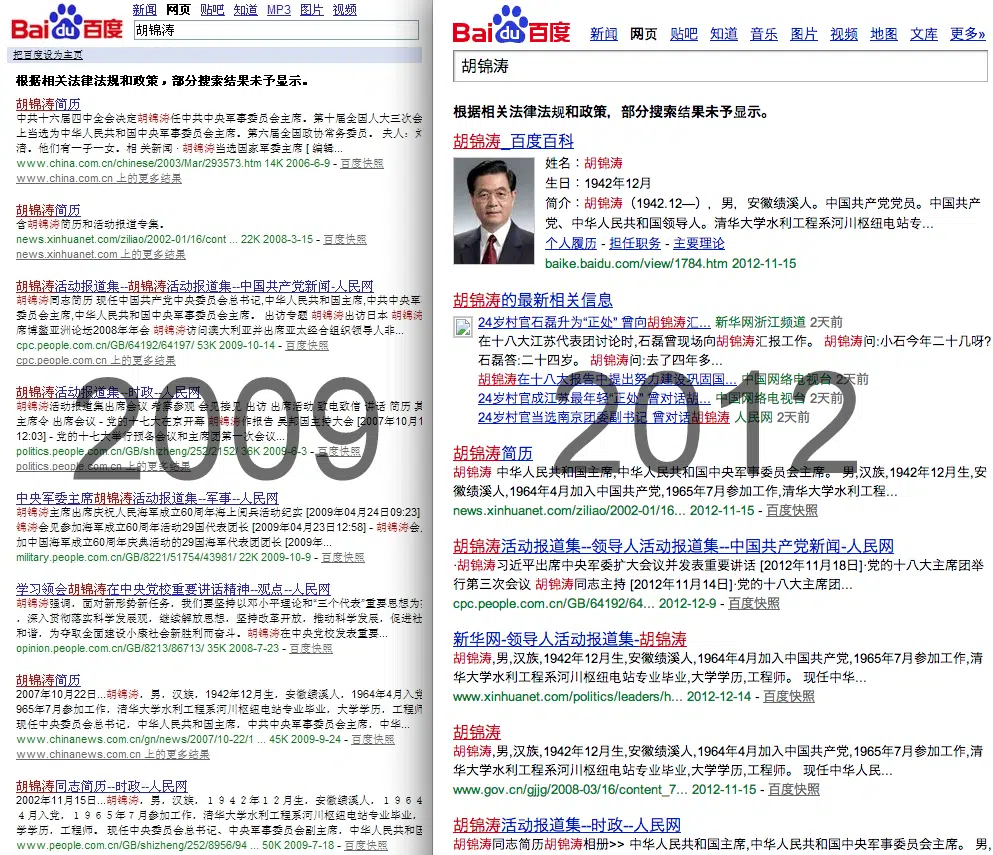 Bai du 百度
新闻 网页 贴吧 知道 MP3 图片 视频
胡锦涛
把百度设为主页
根据相关法律法规和政策，部分搜索结果未予显示。
胡锦涛简历
中共十六届四中全会决定胡锦涛任中共中央军事委员会主席。第十届全国人大三次会
上当选为中华人民共和国中央军事委员会主席。第六届全国政协常务委员。 夫人：
清。他们有一子一女。相 关新闻 · 胡锦涛当选国家军委主席 [ 编辑...
www.china.com.cn/chinese/2003/Mar/293573.htm 14K 2006-6-9 - 百度快照
www.china.com.cn 上的更多结果
胡锦涛简历
含胡锦涛简历和活动报道专集。
news.xinhuanet.com/ziliao/2002-01/16/cont ... 22K 2008-3-15 - 百度快照
news.xinhuanet.com 上的更多结果
胡锦涛活动报道集--胡锦涛活动报道集--中国共产党新闻-人民网
胡锦涛同志简历 现任中国共产党中央委员会总书记,中华人民共和国主席,中共中央军
委员会主席,中华人民共和国中央军事委员会主席。 出访专题 胡锦涛出访日本 胡锦
席博鳌亚洲论坛2008年年会 胡锦涛访问澳大利亚并出席亚太经合组织领导人非...
cpc.people.com.cn/GB/64192/64197/ 53K 2009-10-14 - 百度快照
cpc.people.com.cn 上的更多结果
胡锦涛活动报道集--时政--人民网
胡锦涛活动报道集出席会议 考察参观 会见接见 出访 出席活动 致电致信 讲话 简历
主席令 出席会议 - 党的十七大在京开幕 胡锦涛作报告 吴邦国主持大会 [2007年10月1
12:03] - 党的十七大举行预备会议和主席团第一次会议...
politics.people.com.cn/GB/shizheng/252/2152/ 36K 2009-6-3 - 百度快照
politics.people.com.cn 上的更多结果
中央军委主席胡锦涛活动报道集--军事--人民网
胡锦涛主席出席庆祝人民海军成立60周年海上阅兵活动纪实 [2009年04月24日09:23]
锦涛会见参加海军成立60周年活动29国代表团长 [2009年04月23日12:58] - 胡锦涛会
加中国海军成立60周年庆典活动的29国海军代表团团长 [2009年...
military.people.com.cn/GB/8221/51754/43981/ 22K 2009-10-9 - 百度快照
学习领会胡锦涛在中央党校重要讲话精神--观点--人民网
胡锦涛强调，面对新形势新任务，我们要坚持以邓小平理论和“三个代表”重要思想为
，深入贯彻落实科学发展观，继续解放思想，坚持改革开放，推动科学发展，促进社
和谐，为夺取全面建设小康社会新胜利而奋斗。胡锦涛在中央党校发表重要...
opinion.people.com.cn/GB/8213/86713/ 35K 2008-7-23 - 百度快照
胡锦涛简历
2007年10月22日...胡锦涛，男，汉族，1942年12月生，安徽绩溪人，1964年4月入党
965年7月参加工作，清华大学水利工程系河川枢纽电站专业毕业，大学学历，工程师
现任中央委员会总书记，中华人民共和国主席，中共中央军事委员会主席，中华...
www.chinanews.com.cn/gn/news/2007/10-22/1 ... 45K 2009-9-24 - 百度快照
www.chinanews.com.cn 上的更多结果
胡锦涛同志简历--时政--人民网
2002年11月15日...胡锦涛，男，汉族，１９４２年１２月生，安徽绩溪人，１９６４
４月入党，１９６５年７月参加工作，清华大学水利工程系河川枢纽电站专业毕业，大
学学历，工程师。 现任中央委员会总书记、中央军事委员会副主席，中华人民共和国
www.people.com.cn/GB/shizheng/252/8956/94 ... 50K 2009-7-18 - 百度快照
2009
Bai du 百度
新闻 网页 贴吧 知道 音乐 图片 视频 地图 文库 更多»
胡锦涛
根据相关法律法规和政策，部分搜索结果未予显示。
胡锦涛_百度百科
姓名：胡锦涛
生日：1942年12月
简介：胡锦涛（1942.12—），男，安徽绩溪人。中国共产党党员。中国共产
党、中华人民共和国领导人。清华大学水利工程系河川枢纽电站专...
个人履历 - 担任职务 - 主要理论
baike.baidu.com/view/1784.htm 2012-11-15
胡锦涛的最新相关信息
24岁村官石磊升为“正处” 曾向胡锦涛汇... 新华网浙江频道 2天前
在十八大江苏代表团讨论时,石磊曾现场向胡锦涛汇报工作。 胡锦涛问:小石今年二十几呀?
石磊答:二十四岁。 胡锦涛问:去了四年多...
胡锦涛在十八大报告中提出努力建设巩固国... 中国网络电视台 2天前
24岁村官成江苏最年轻“正处” 曾对话胡... 中国网络电视台 2天前
24岁村官当选南京团委副书记 曾对话胡锦涛 人民网 2天前
胡锦涛简历
胡锦涛 中华人民共和国主席,中华人民共和国中央军事委员会主席。 男,汉族,1942年12月生,安
徽绩溪人,1964年4月加入中国共产党,1965年7月参加工作,清华大学水利工程...
news.xinhuanet.com/ziliao/2002-01/16... 2012-11-15 - 百度快照
胡锦涛活动报道集--领导人活动报道集--中国共产党新闻-人民网
·胡锦涛习近平出席中央军委扩大会议并发表重要讲话 [2012年11月18日]·党的十八大主席团举
行第三次会议 胡锦涛同志主持 [2012年11月14日]·党的十八大主席团...
cpc.people.com.cn/GB/64192/64... 2012-12-9 - 百度快照
新华网-领导人活动报道集-胡锦涛
胡锦涛,男,汉族,1942年12月生,安徽绩溪人,1964年4月加入中国共产党,1965年7月参加工作,清
华大学水利工程系河川枢纽电站专业毕业,大学学历,工程师。 现任中华...
www.xinhuanet.com/politics/leaders/h... 2012-12-14 - 百度快照
胡锦涛
胡锦涛,男,汉族,1942年12月生,安徽绩溪人,1964年4月加入中国共产党,1965年7月参加工作,清
华大学水利工程系河川枢纽电站专业毕业,大学学历,工程师。 现任中华人民...
www.gov.cn/gjjg/2008-03/16/content_7... 2012-11-15 - 百度快照
胡锦涛活动报道集--时政--人民网
胡锦涛同志简历胡锦涛相册>> 中华人民共和国主席,中华人民共和国中央军事委员会主席。 男,
2012